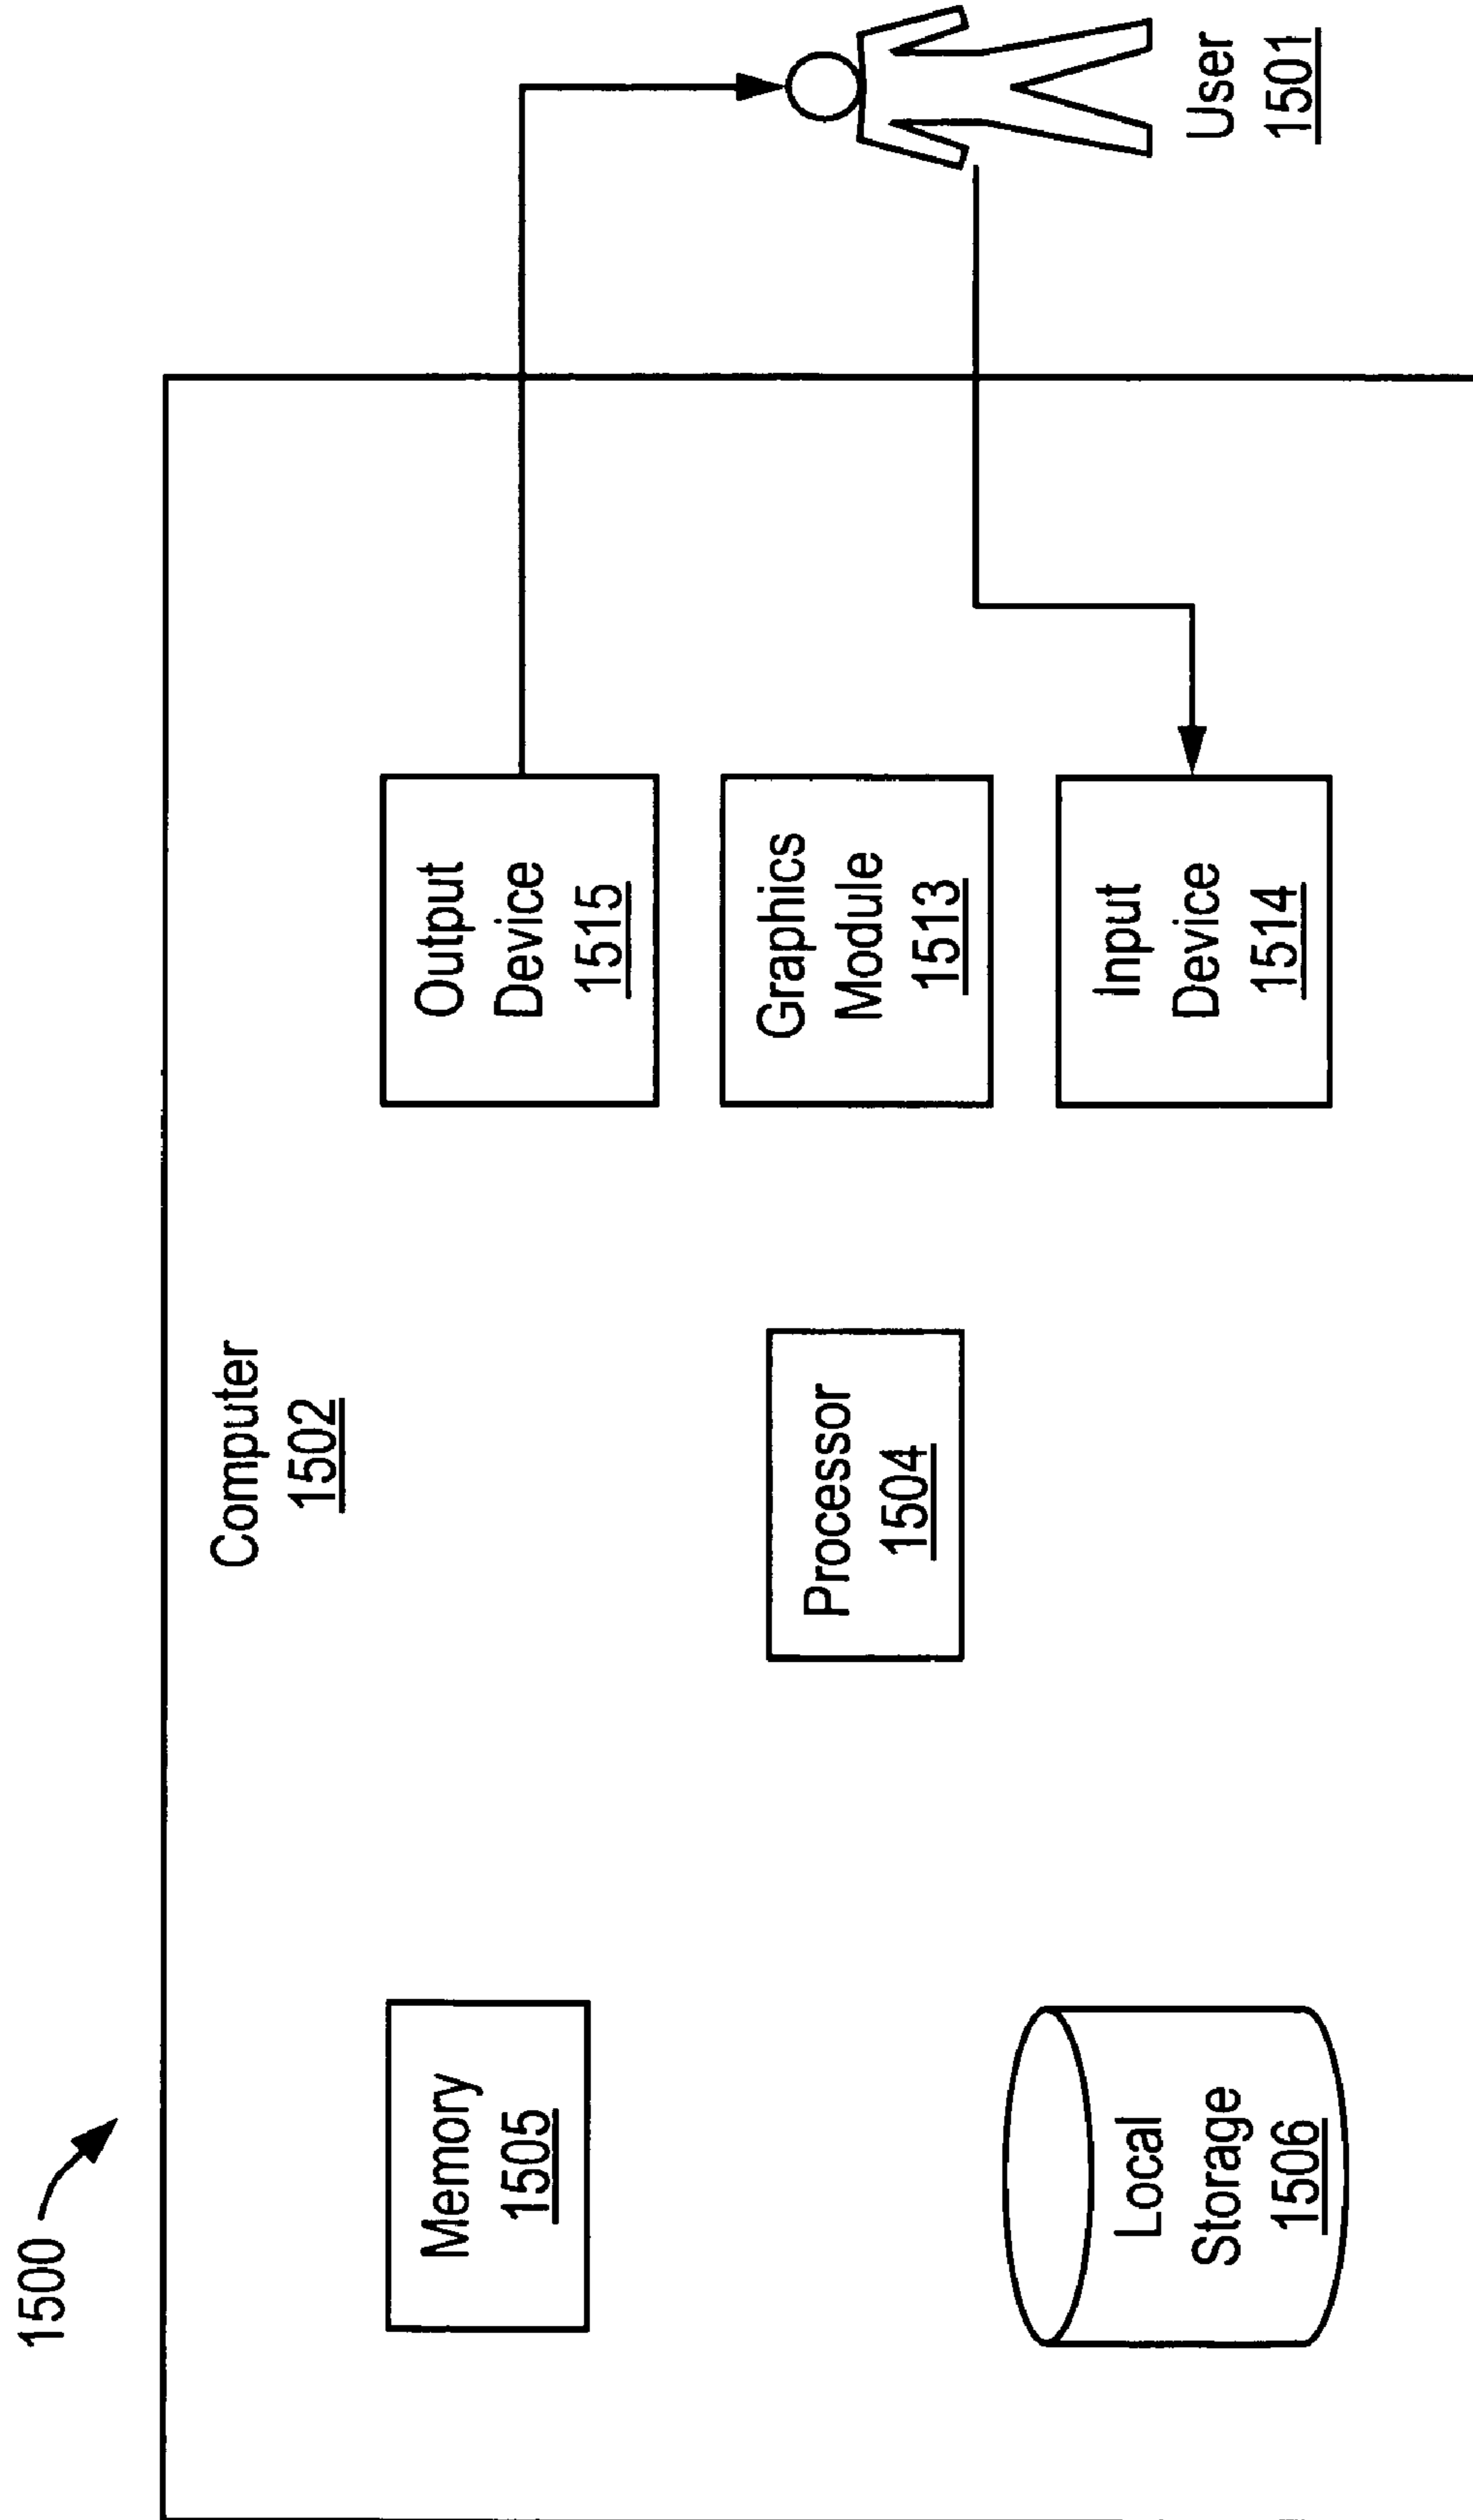 1500
Computer
1502
Memory
1505
Processor
1504
Output
Device
1515
Graphics
Module
1513
Local
Storage
1506
Input
Device
1514
User
1501